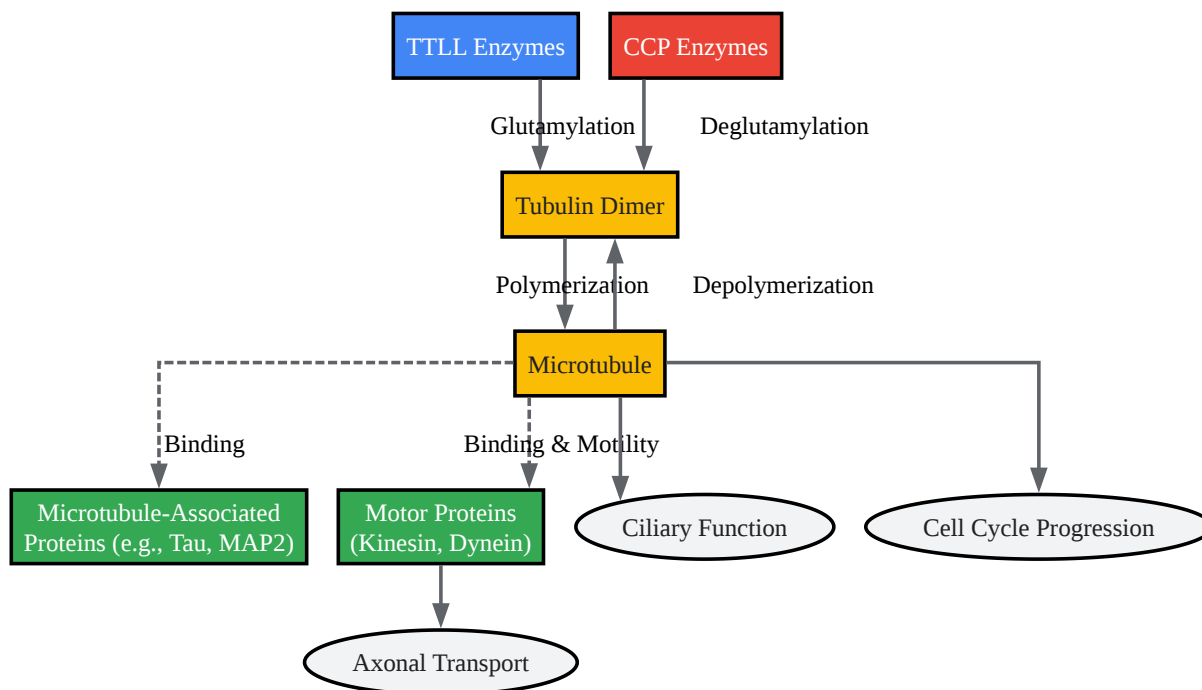 TTLL Enzymes
CCP Enzymes
Glutamylation
Deglutamylation
Tubulin Dimer
Polymerization
Depolymerization
Microtubule
Binding
Binding & Motility
Microtubule-Associated
Proteins (e.g., Tau, MAP2)
Motor Proteins
(Kinesin, Dynein)
Ciliary Function
Cell Cycle Progression
Axonal Transport